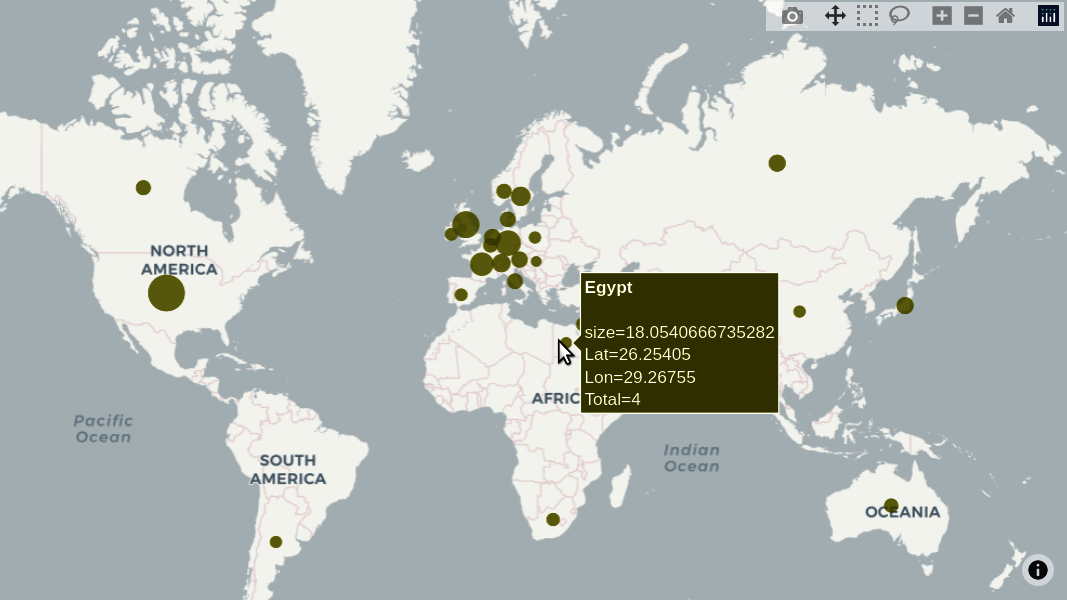 NORTH
AMERICA
Egypt
size=18.0540666735282
Lat=26.25405
Lon=29.26755
Total=4
AFRIC
Pacific
Ocean
Indian
Ocean
SOUTH
AMERICA
OCEANIA